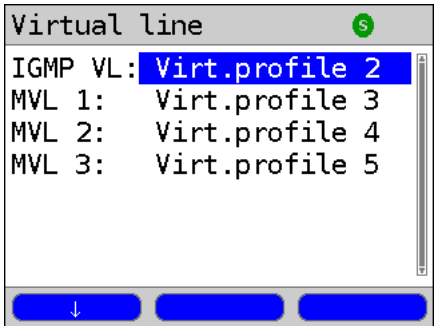 Virtual line S
IGMP VL: Virt.profile 2
MVL 1: Virt.profile 3
MVL 2: Virt.profile 4
MVL 3: Virt.profile 5
↓